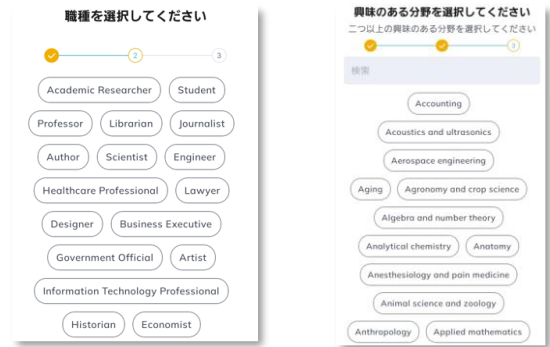 職種を選択してください
2
3
Academic Researcher
Student
Professor
Librarian
Journalist
Author
Scientist
Engineer
Healthcare Professional
Lawyer
Designer
Business Executive
Government Official
Artist
Information Technology Professional
Historian
Economist
興味のある分野を選択してください
二つ以上の興味のある分野を選択してください
3
検索
Accounting
Acoustics and ultrasonics
Aerospace engineering
Aging
Agronomy and crop science
Algebra and number theory
Analytical chemistry
Anatomy
Anesthesiology and pain medicine
Animal science and zoology
Anthropology
Applied mathematics